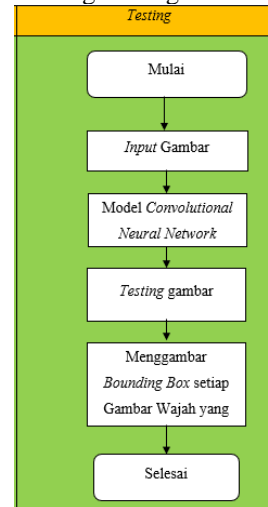 Testing
Mulai
Input Gambar
Model Convolutional
Neural Network
Testing gambar
Menggambar
Bounding Box setiap
Gambar Wajah yang
Selesai